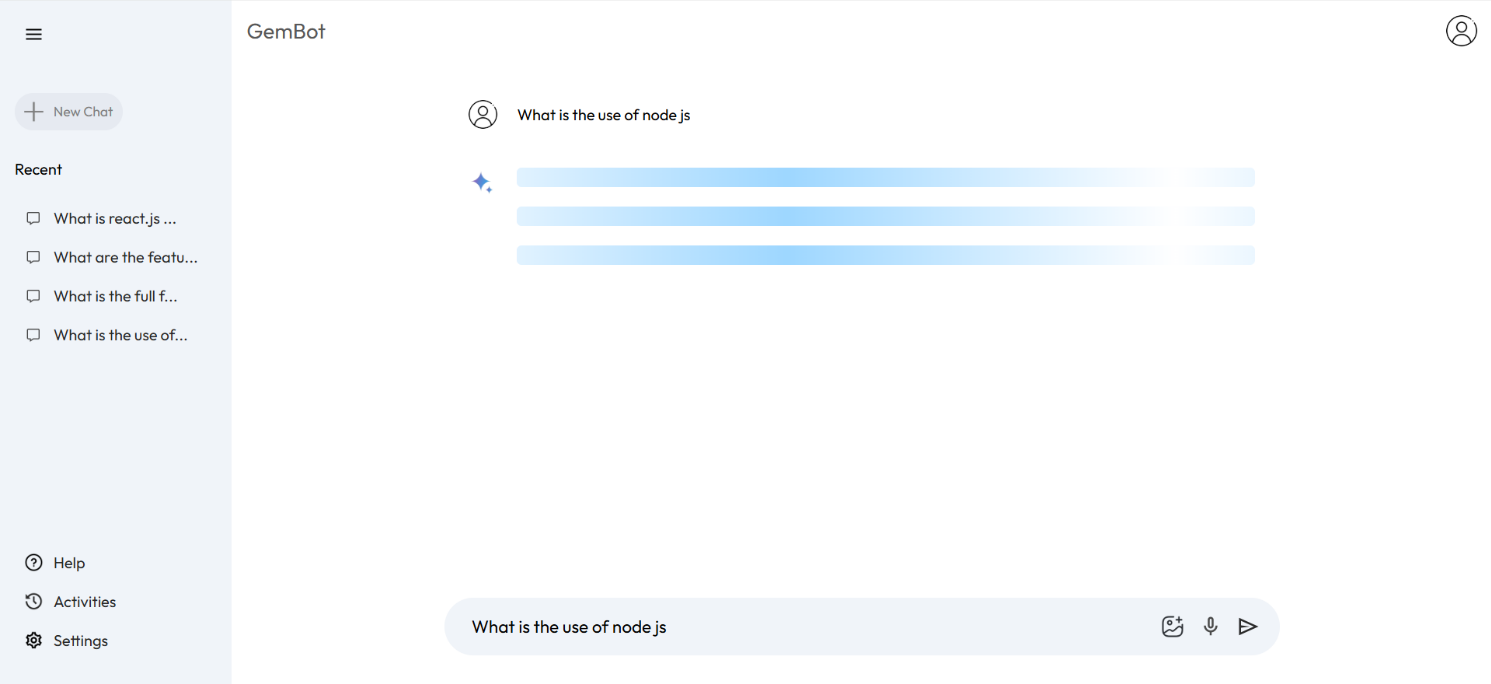 GemBot
New Chat
Recent
What is react.js ...
What are the featu...
What is the full f...
What is the use of...
Help
Activities
Settings
What is the use of node js
What is the use of node js